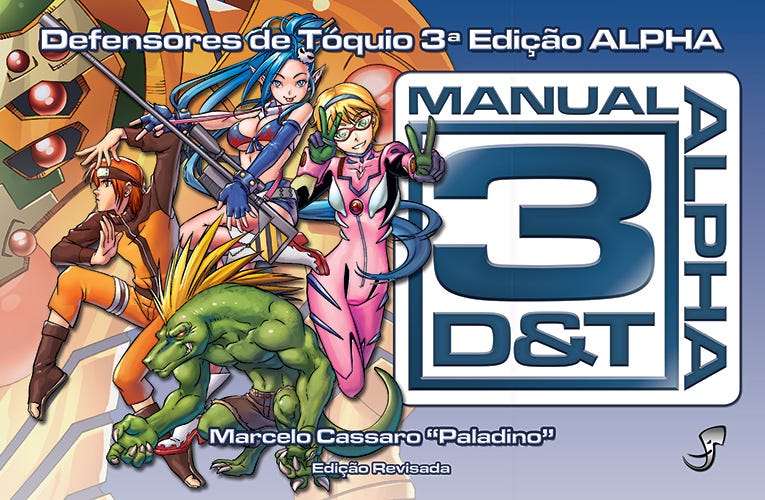 Defensores de Tóquio 3ª Edição ALPHA
MANUAL
3
D&T
ALPHA
Marcelo Cassaro “Paladino”
Edição Revisada